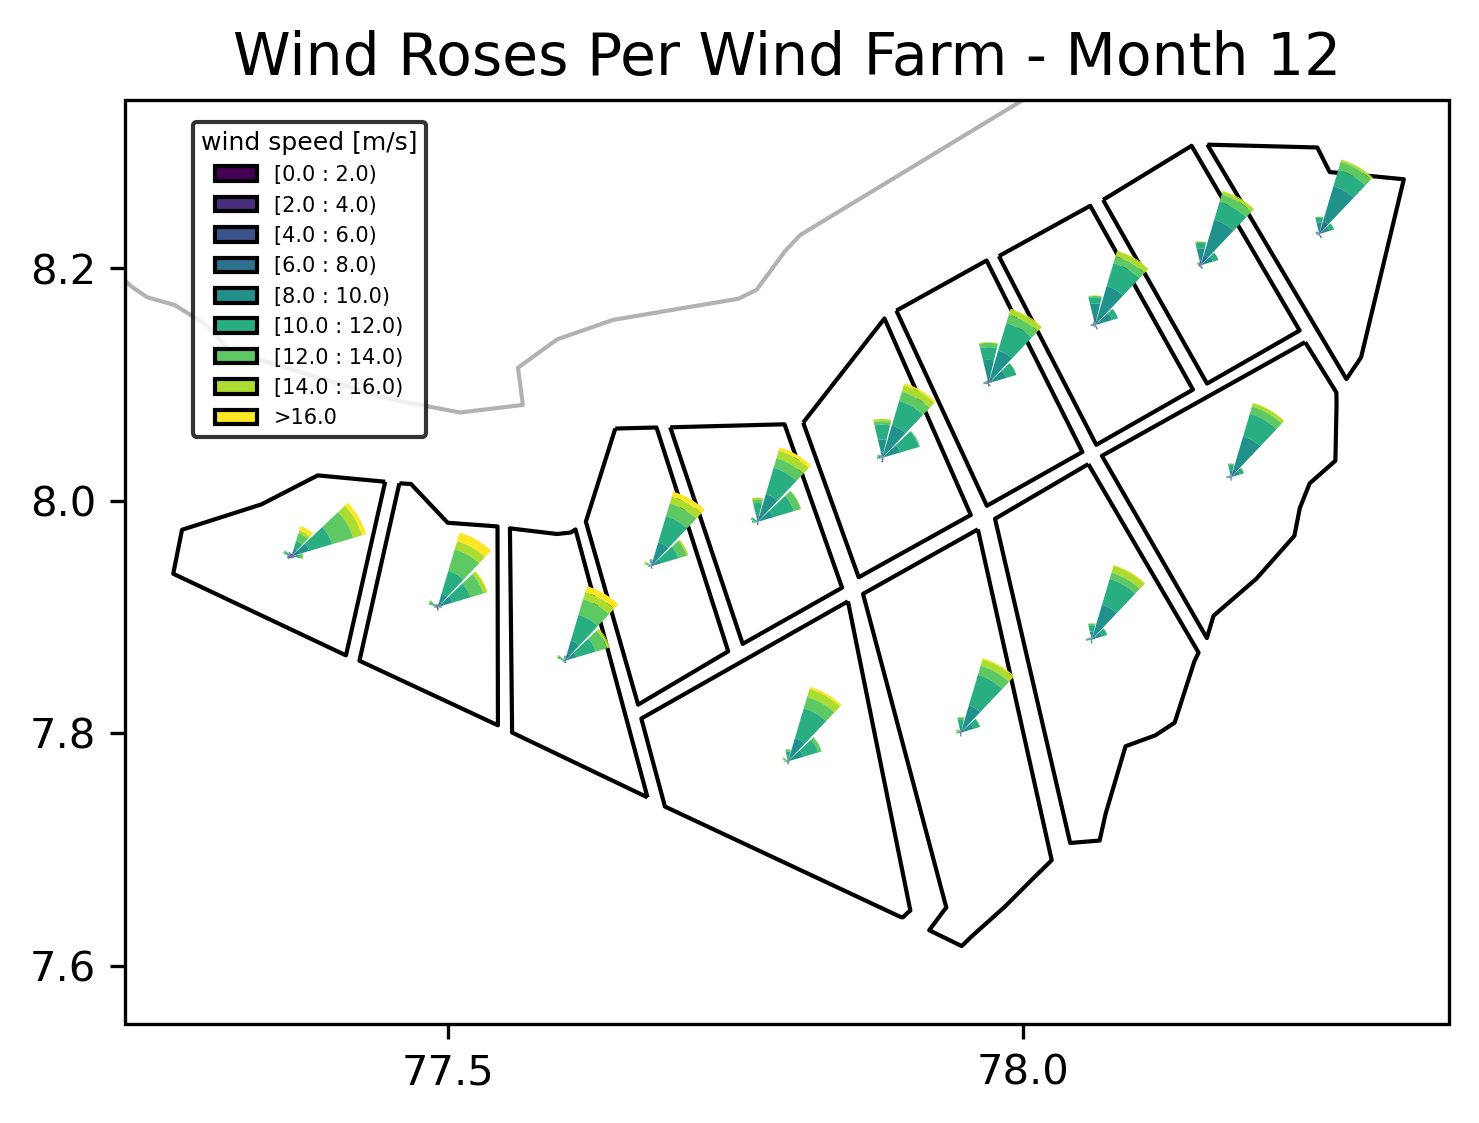 Wind Roses Per Wind Farm - Month 12
wind speed [m/s]
[0.0 : 2.0)
[2.0 : 4.0)
[4.0 : 6.0)
[6.0 : 8.0)
[8.0 : 10.0)
[10.0 : 12.0)
[12.0 : 14.0)
[14.0 : 16.0)
>16.0
8.2
8.0
7.8
7.6
77.5
78.0